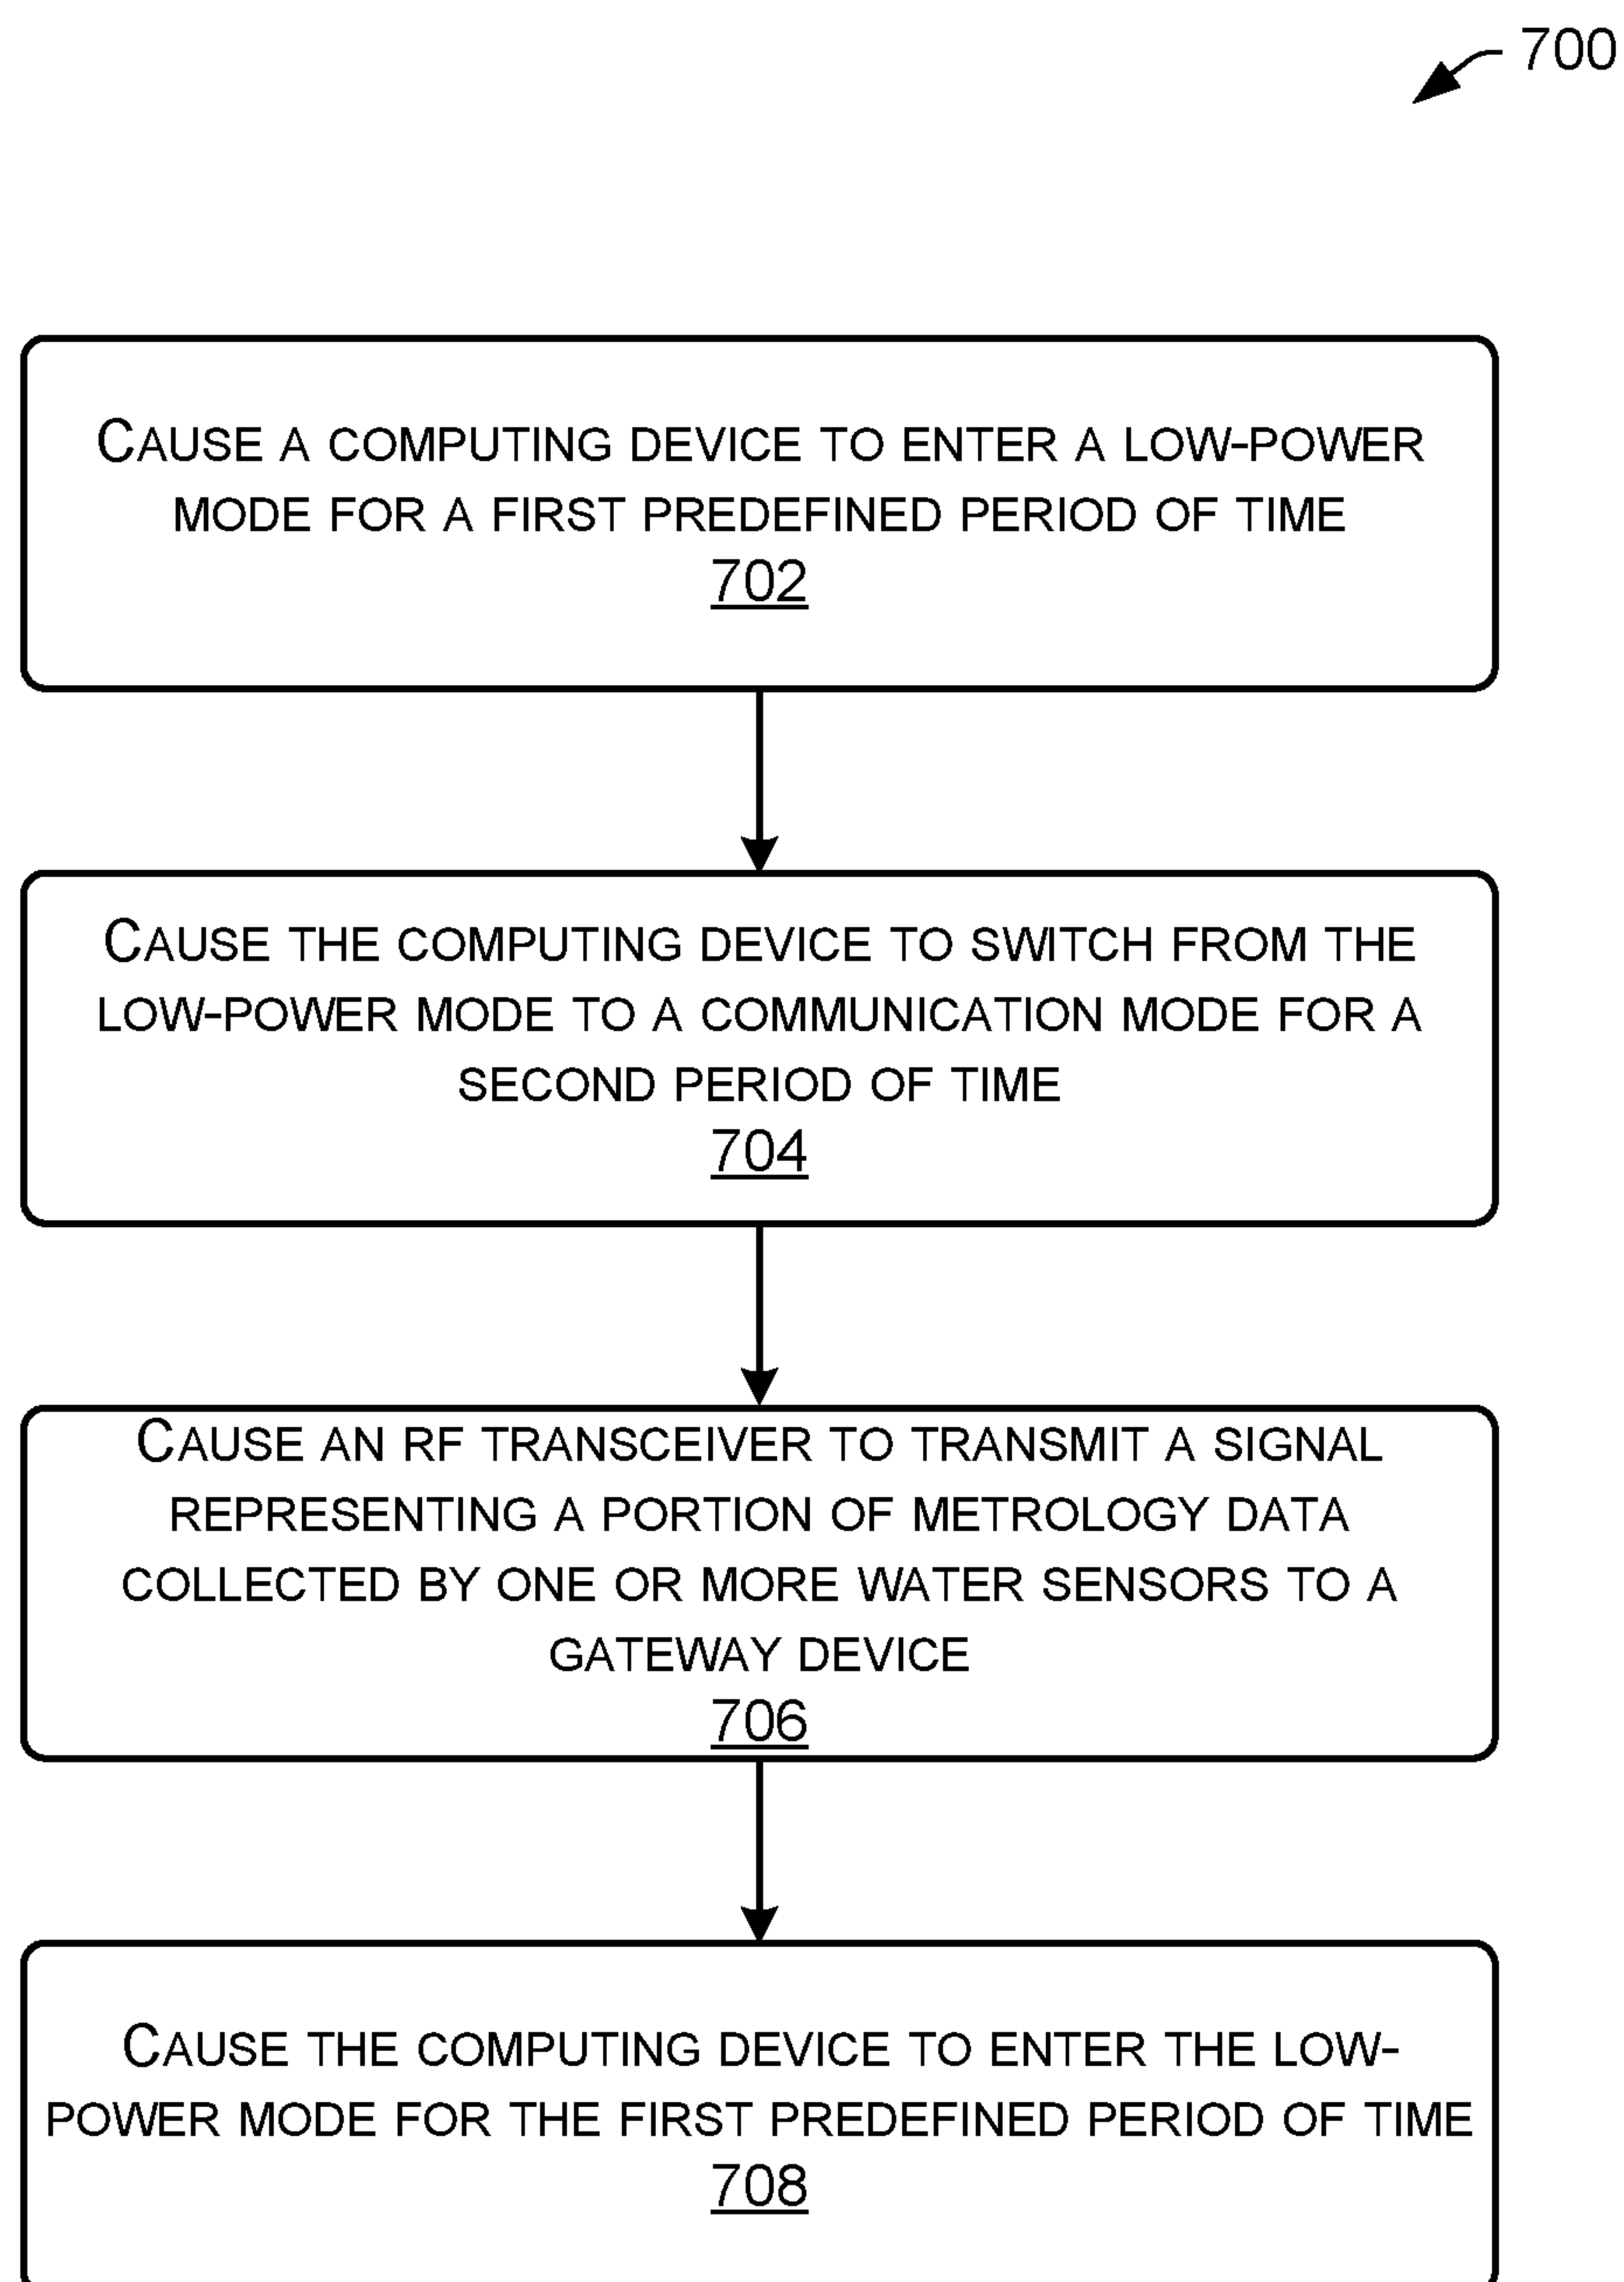 700
CAUSE A COMPUTING DEVICE TO ENTER A LOW-POWER
MODE FOR A FIRST PREDEFINED PERIOD OF TIME
702
CAUSE THE COMPUTING DEVICE TO SWITCH FROM THE
LOW-POWER MODE TO A COMMUNICATION MODE FOR A
SECOND PERIOD OF TIME
704
CAUSE AN RF TRANSCEIVER TO TRANSMIT A SIGNAL
REPRESENTING A PORTION OF METROLOGY DATA
COLLECTED BY ONE OR MORE WATER SENSORS TO A
GATEWAY DEVICE
706
CAUSE THE COMPUTING DEVICE TO ENTER THE LOW-
POWER MODE FOR THE FIRST PREDEFINED PERIOD OF TIME
708